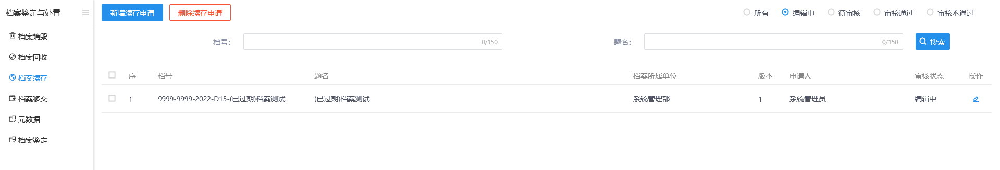 档案鉴定与处置
档案销毁
档案回收
档案续存
档案移交
元数据
档案鉴定
新增续存申请 删除续存申请 所有 编辑中 待审核 审核通过 审核不通过
档号： 0/150 题名： 0/150 搜索
序 档号 题名 档案所属单位 版本 申请人 审核状态 操作
1 9999-9999-2022-D15-(已过期)档案测试 (已过期)档案测试 系统管理部 1 系统管理员 编辑中